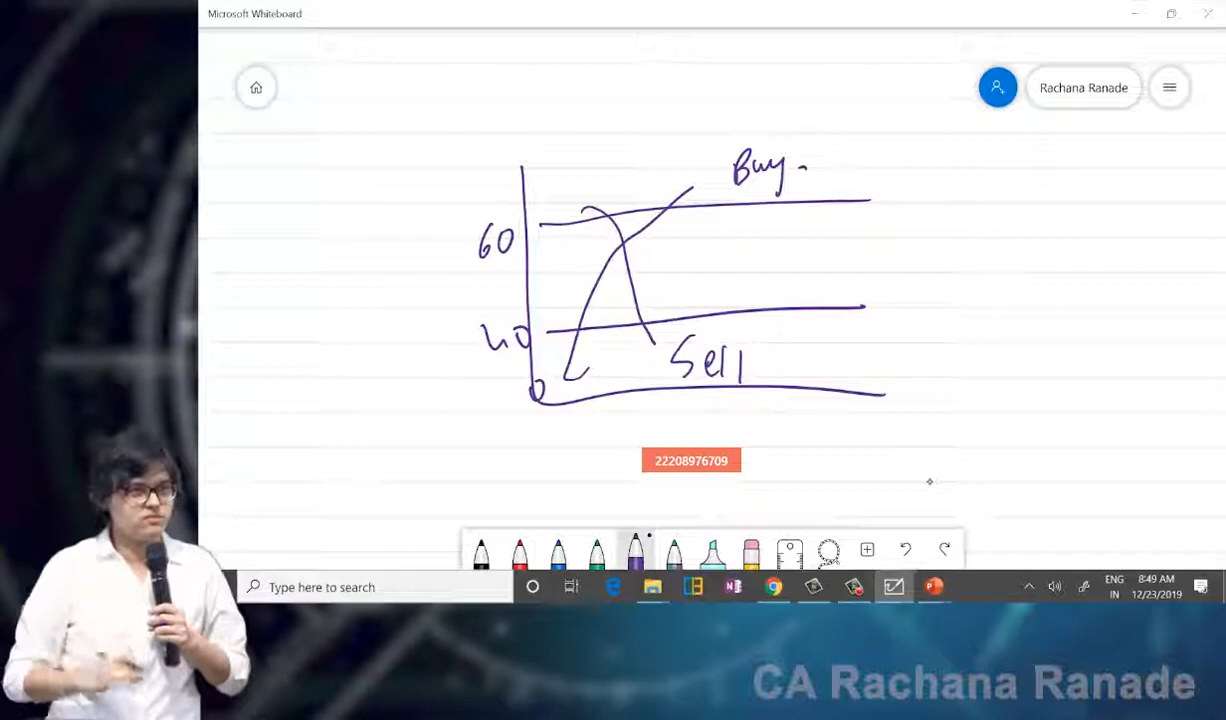 Microsoft Whiteboard
Rachana Ranade
Buy
60
40
Sell
0
22208976709
Type here to search
ENG
IN
8:49 AM
12/23/2019
CA Rachana Ranade